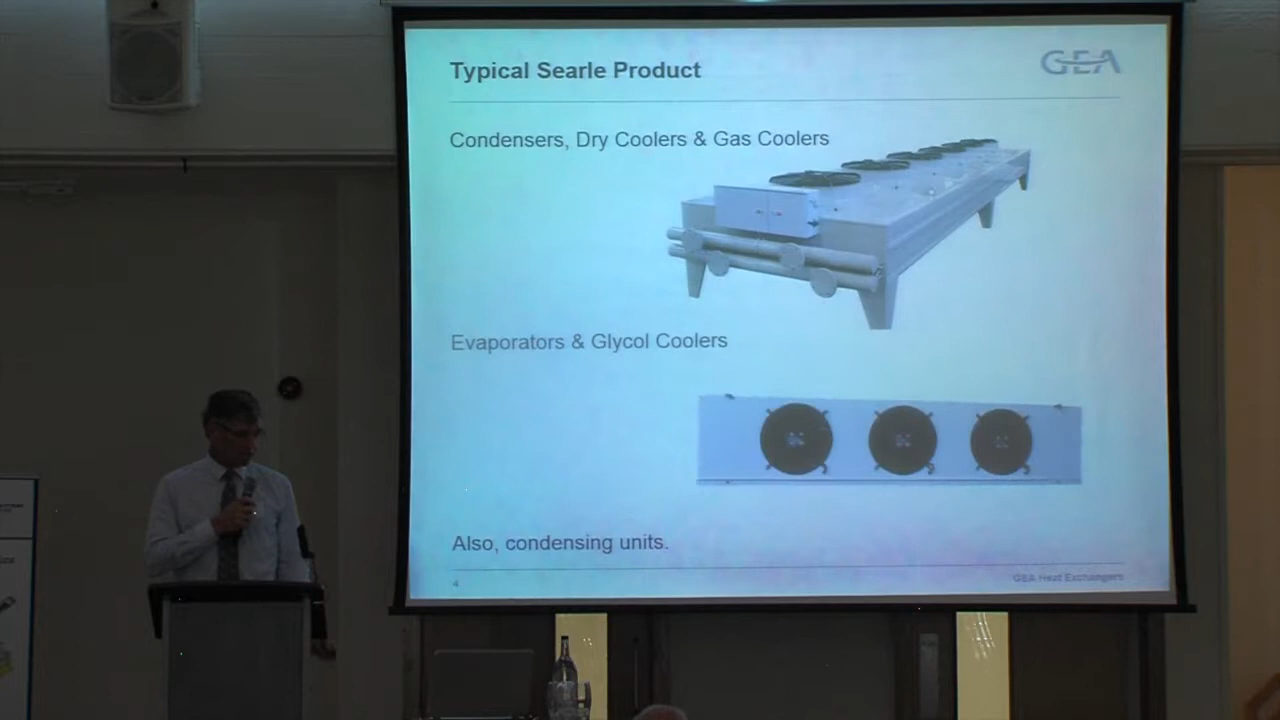 Typical Searle Product
GEA
Condensers, Dry Coolers & Gas Coolers
Evaporators & Glycol Coolers
Also, condensing units.
4
GEA Heat Exchangers